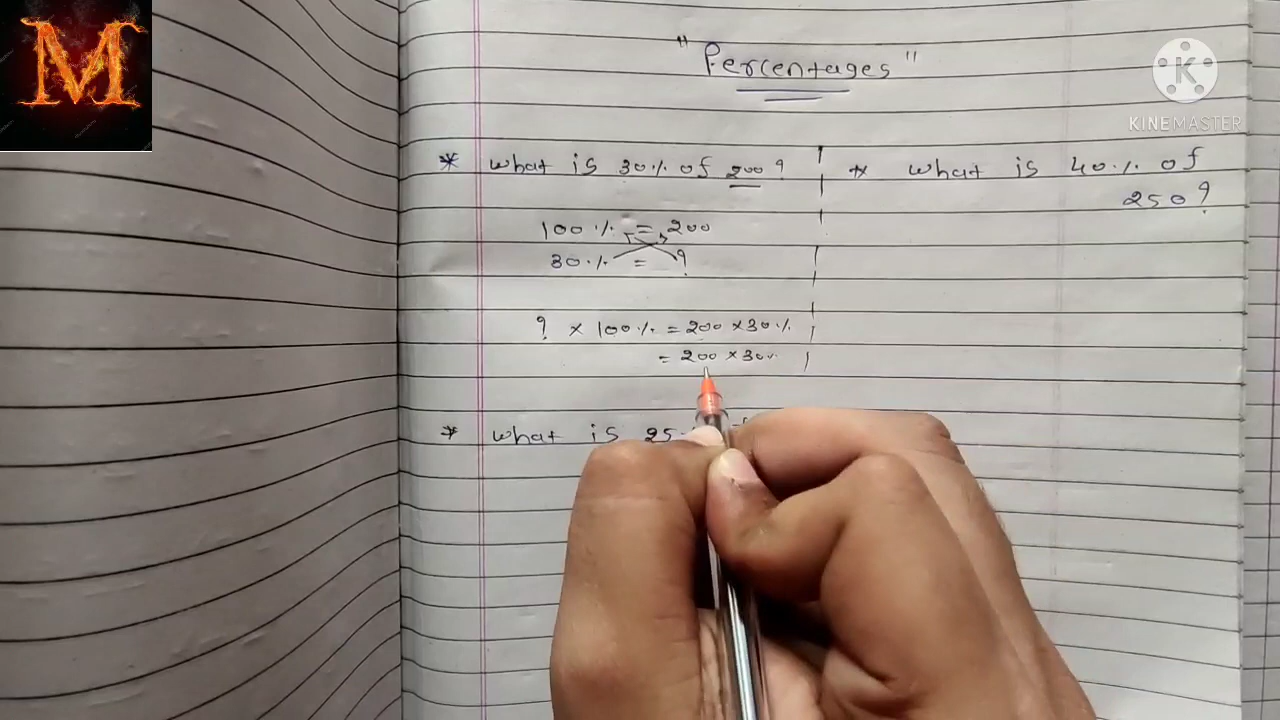 M
"Percentages"
K
KINEMASTER
* What is 30% of 200?
100% = 200
30% = ?
? × 100% = 200 × 30%
= 200 × 30%
* What is 40% of
250?
* What is 25